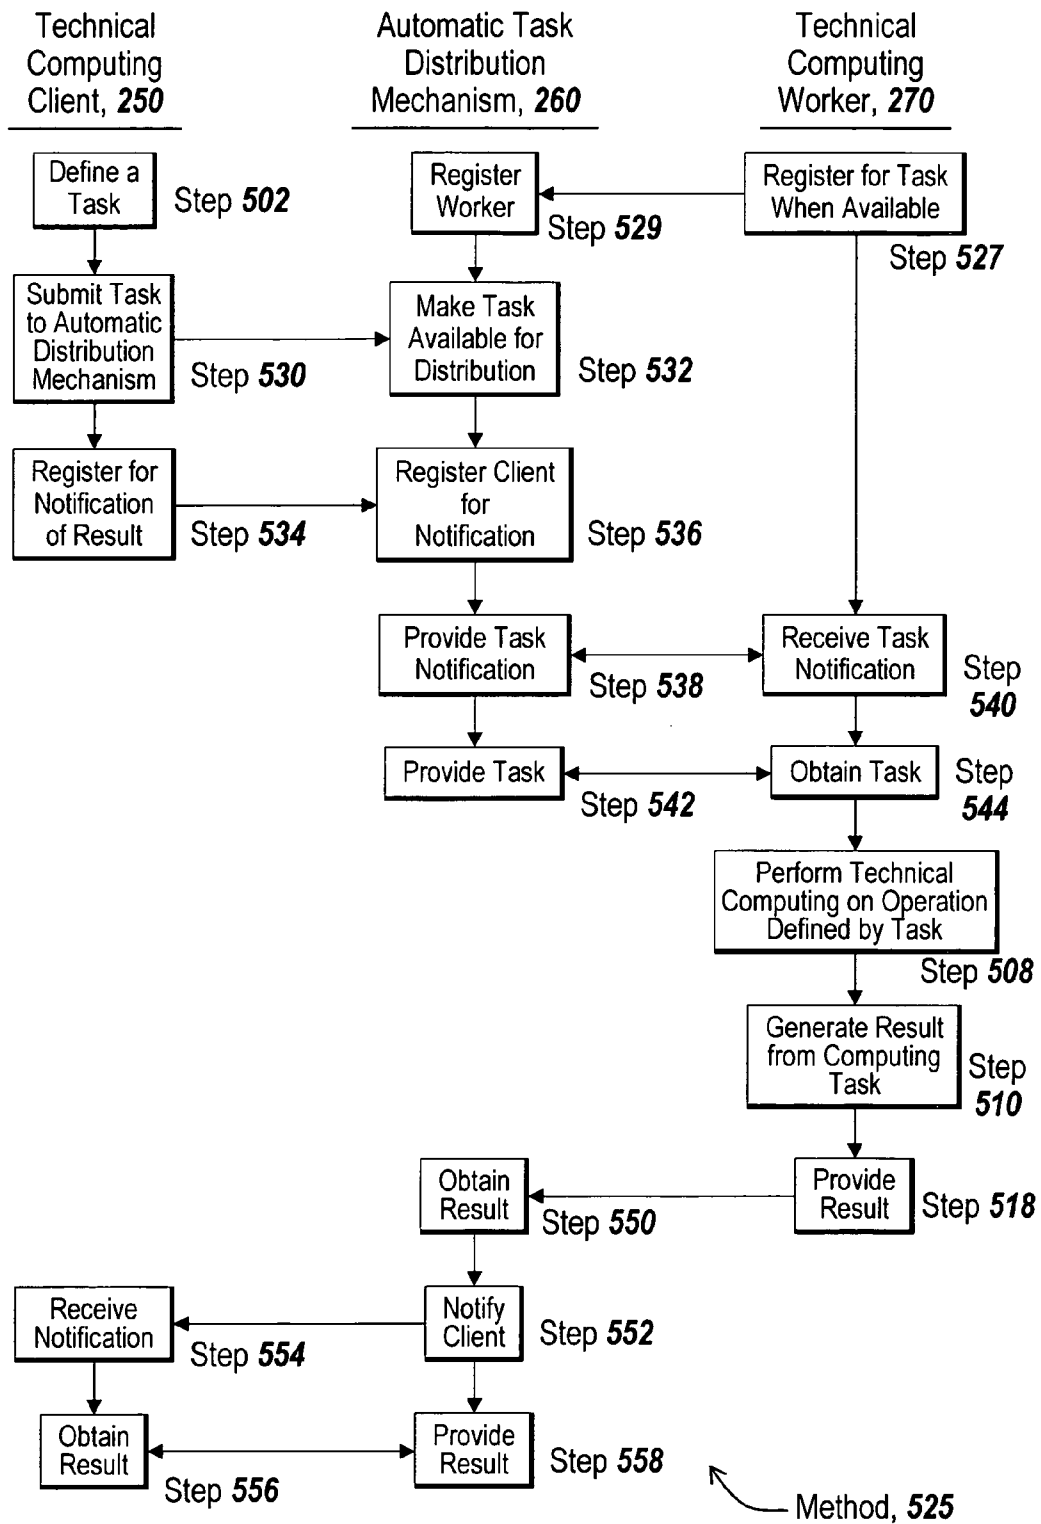 Technical
Computing
Client, 250
Automatic Task
Distribution
Mechanism, 260
Technical
Computing
Worker, 270
Define a
Task
Step 502
Register
Worker
Step 529
Register for Task
When Available
Step 527
Submit Task
to Automatic
Distribution
Mechanism
Step 530
Make Task
Available for
Distribution
Step 532
Register for
Notification
of Result
Step 534
Register Client
for
Notification
Step 536
Provide Task
Notification
Step 538
Receive Task
Notification
Step
540
Provide Task
Step 542
Obtain Task
Step
544
Perform Technical
Computing on Operation
Defined by Task
Step 508
Generate Result
from Computing
Task
Step
510
Obtain
Result
Step 550
Provide
Result
Step 518
Receive
Notification
Step 554
Notify
Client
Step 552
Obtain
Result
Step 556
Provide
Result
Step 558
Method, 525